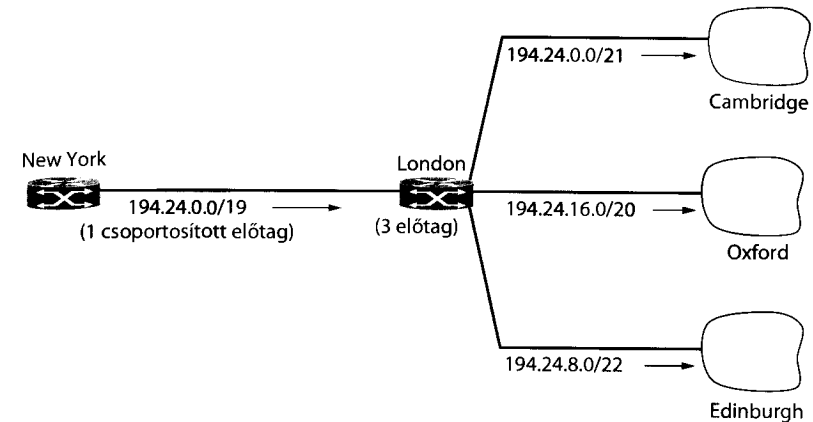 194.24.0.0/21
Cambridge
New York
London
194.24.0.0/19
(1 csoportosított előtag)
(3 előtag)
194.24.16.0/20
Oxford
194.24.8.0/22
Edinburgh